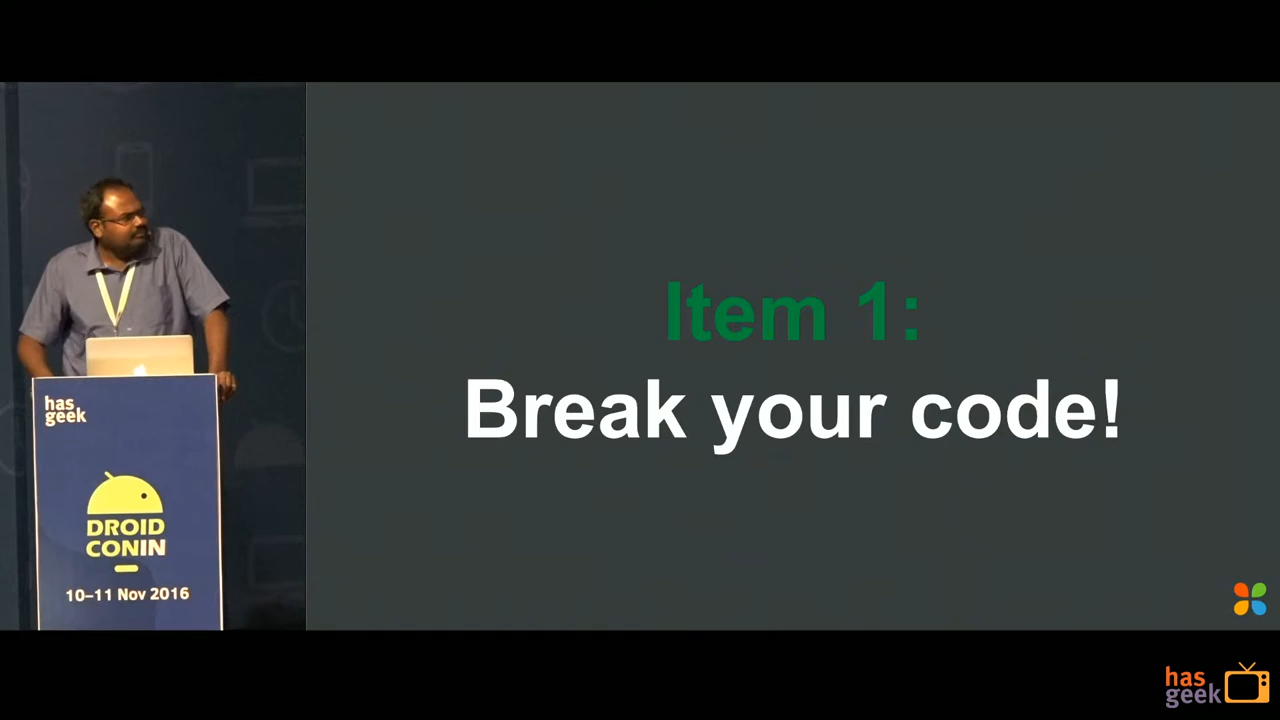 Item 1:
Break your code!
has
geek
DROID
CONIN
10–11 Nov 2016
has
geek